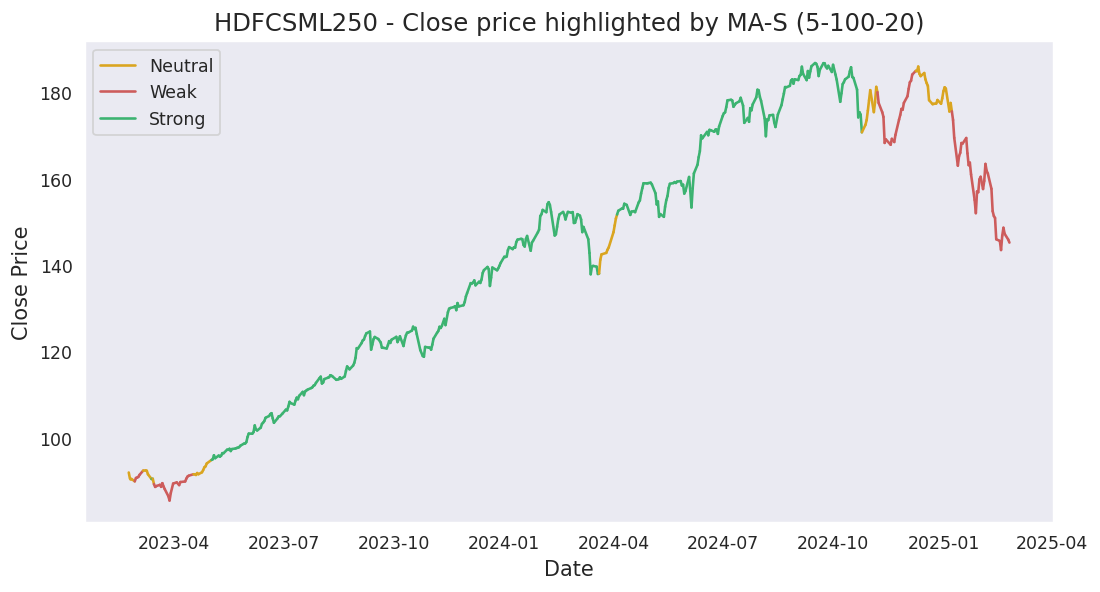 HDFCSML250 - Close price highlighted by MA-S (5-100-20)
Neutral
Weak
Strong
Close Price
180
160
140
120
100
2023-04 2023-07 2023-10 2024-01 2024-04 2024-07 2024-10 2025-01 2025-04
Date